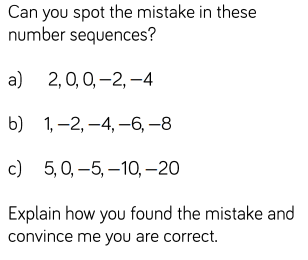 Can you spot the mistake in these
number sequences?
a) 2, 0, 0, −2, −4
b) 1, −2, −4, −6, −8
c) 5, 0, −5, −10, −20
Explain how you found the mistake and
convince me you are correct.